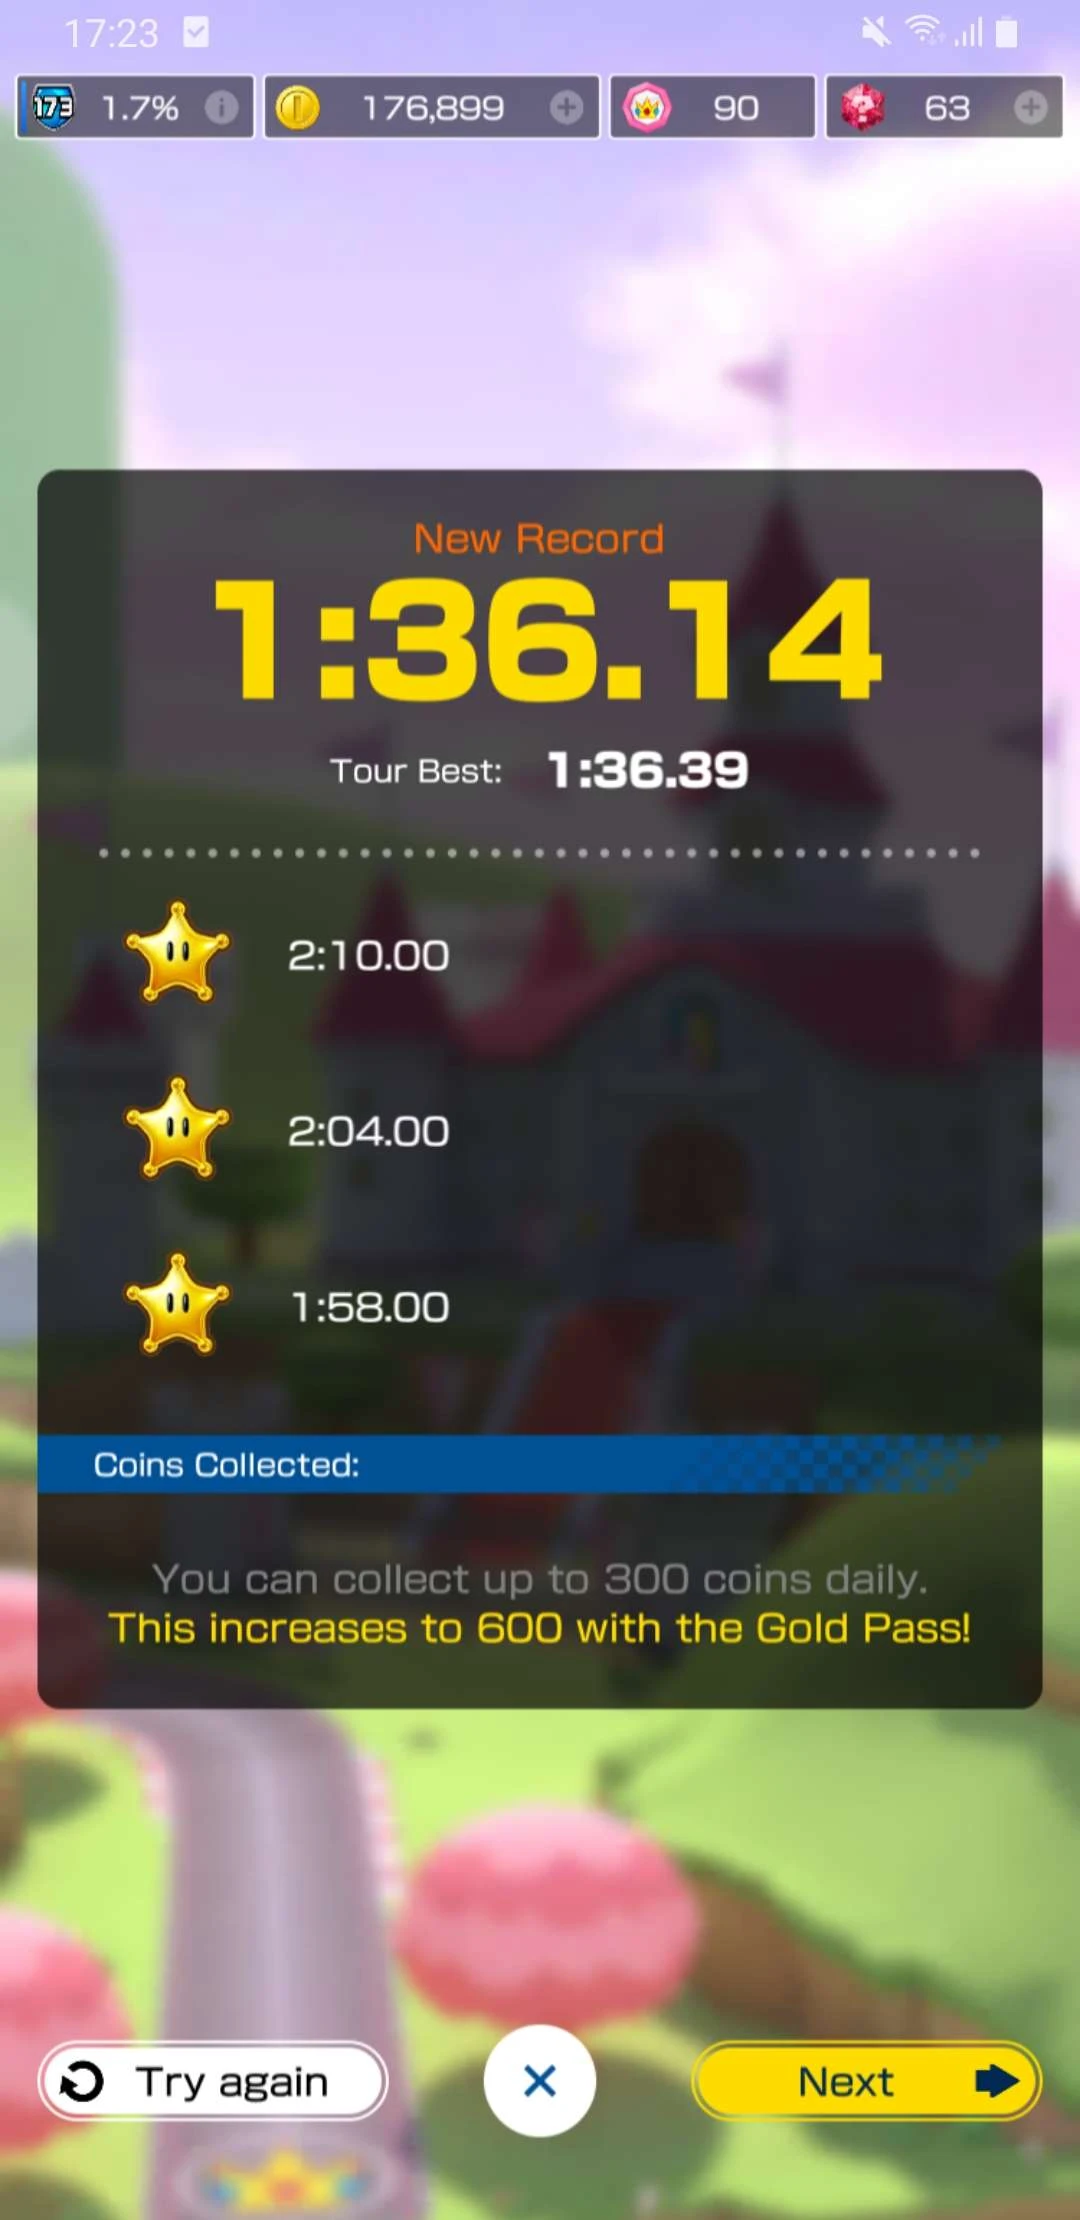 17:23
173 1.7% 176,899 90 63
New Record
1:36.14
Tour Best: 1:36.39
2:10.00
2:04.00
1:58.00
Coins Collected:
You can collect up to 300 coins daily.
This increases to 600 with the Gold Pass!
Try again
Next